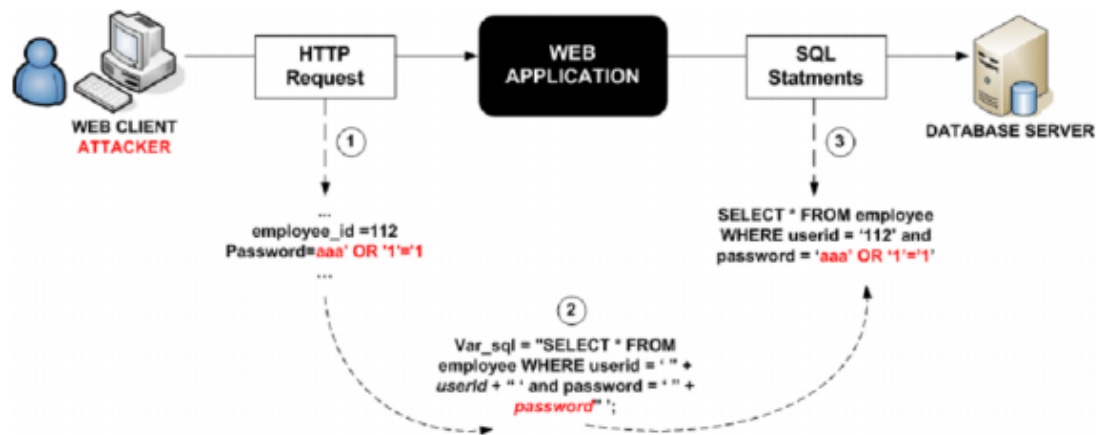 HTTP
Request
WEB
APPLICATION
SQL
Statments
WEB CLIENT
ATTACKER
DATABASE SERVER
1
3
...
employee_id =112
Password=aaa' OR '1'='1
...
SELECT * FROM employee
WHERE userid = '112' and
password = 'aaa' OR '1'='1'
2
Var_sql = "SELECT * FROM
employee WHERE userid = ' " +
userid + " ' and password = ' " +
password" ';